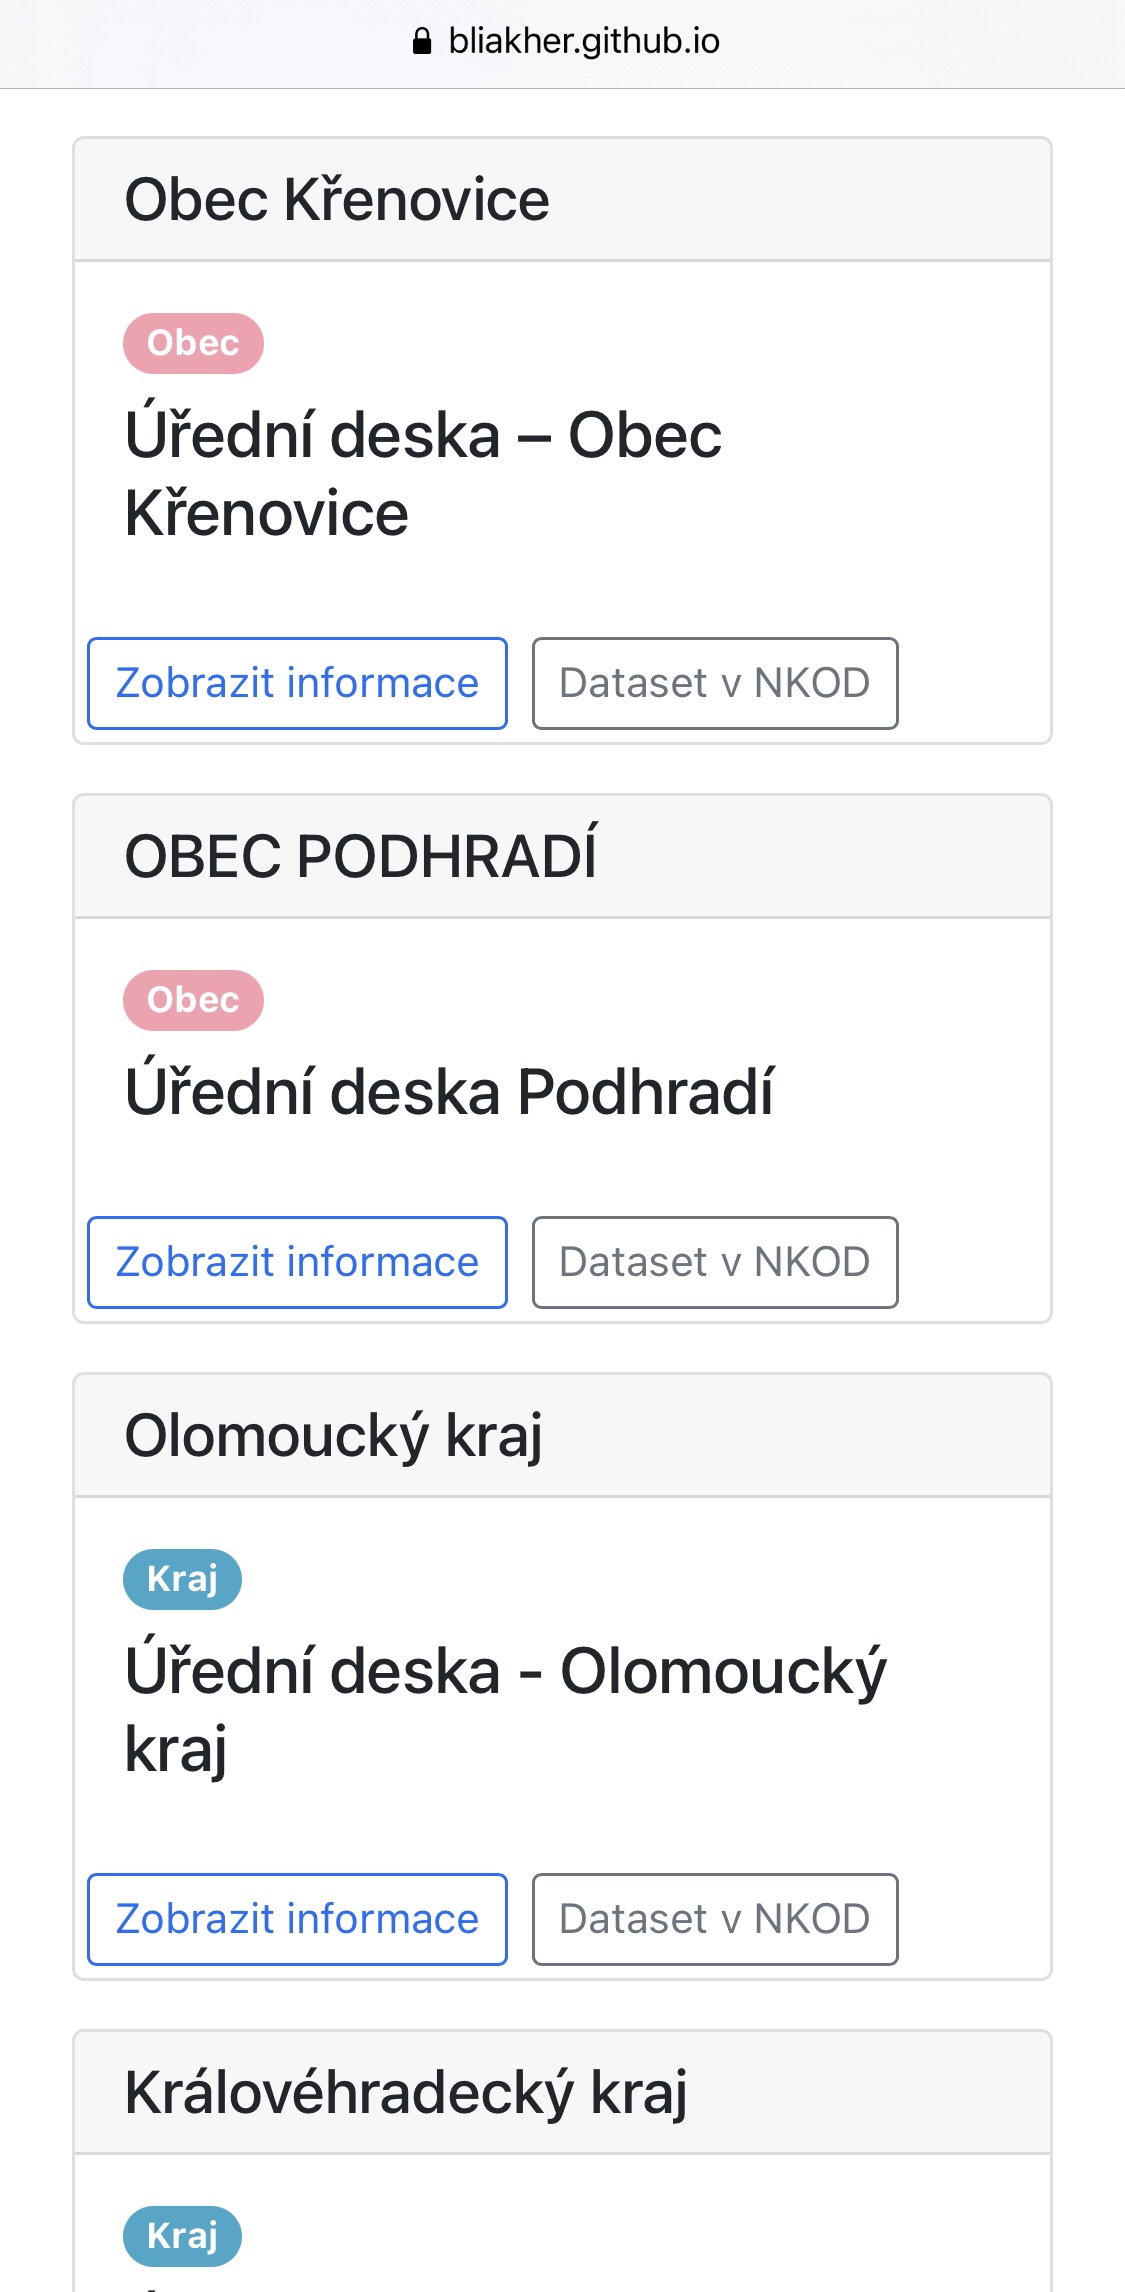 bliakher.github.io
Obec Křenovice
Obec
Úřední deska – Obec
Křenovice
Zobrazit informace
Dataset v NKOD
OBEC PODHRADÍ
Obec
Úřední deska Podhradí
Zobrazit informace
Dataset v NKOD
Olomoucký kraj
Kraj
Úřední deska - Olomoucký
kraj
Zobrazit informace
Dataset v NKOD
Královéhradecký kraj
Kraj